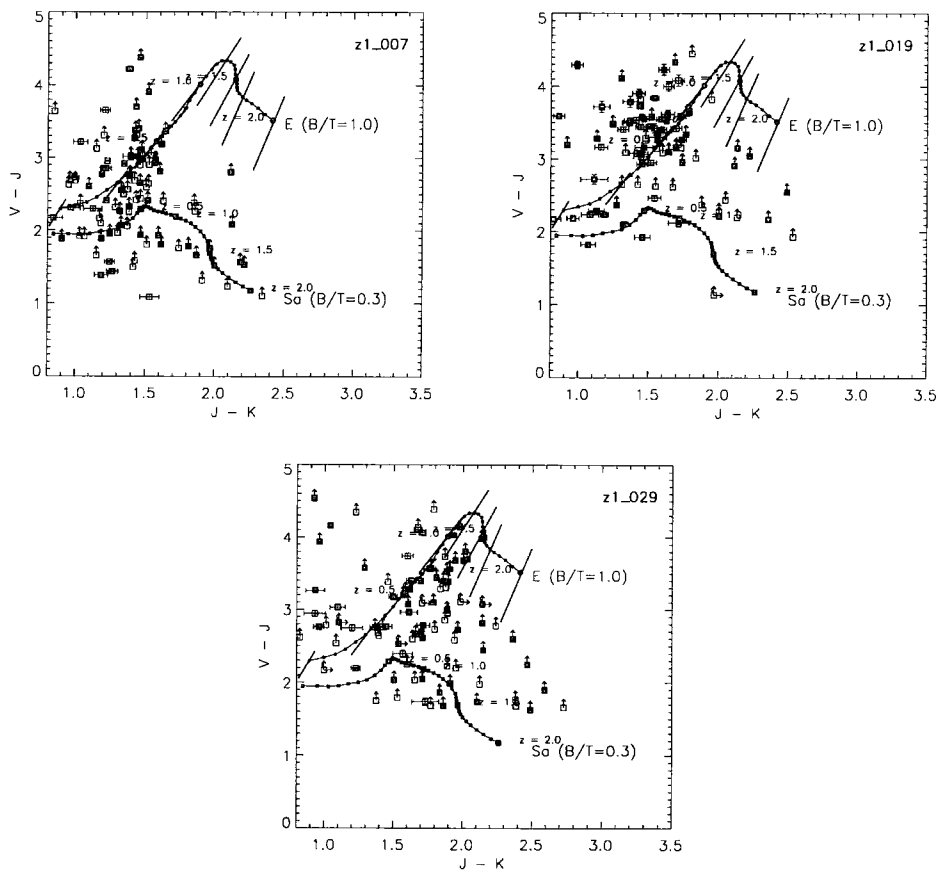 z1_007
V - J
5
4
3
2
1
0
z = 1.0
z = 1.5
z = 2.0
E (B/T=1.0)
z = 0.5
z = 1.0
z = 1.5
z = 2.0
Sa (B/T=0.3)
1.0 1.5 2.0 2.5 3.0 3.5
J - K
z1_019
V - J
5
4
3
2
1
0
z = 1.5
z = 2.0
E (B/T=1.0)
z = 0.5
z = 0.5
z = 1.5
z = 2.0
Sa (B/T=0.3)
1.0 1.5 2.0 2.5 3.0 3.5
J - K
z1_029
V - J
5
4
3
2
1
0
z = 2.0
E (B/T=1.0)
z = 0.5
z = 0.5
z = 1.0
z = 2.0
Sa (B/T=0.3)
1.0 1.5 2.0 2.5 3.0 3.5
J - K